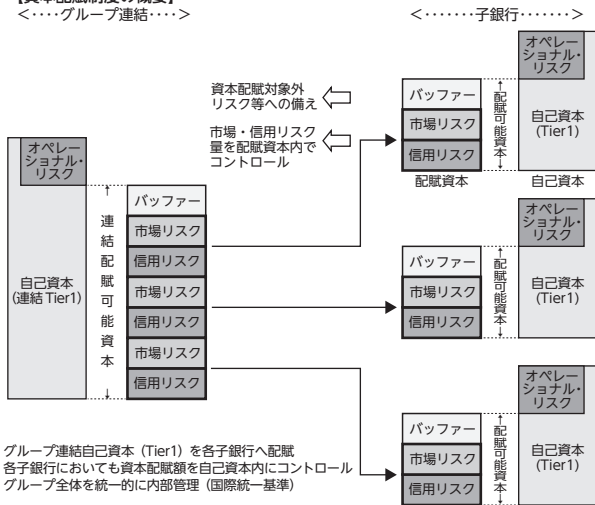 【資本配賦制度の概要】
<‥‥グループ連結‥‥>
<‥‥‥‥子銀行‥‥‥‥>
オペレー
ショナル・
リスク
自己資本
(連結Tier1)
↑連結配賦可能資本↓
バッファー
市場リスク
信用リスク
市場リスク
信用リスク
市場リスク
信用リスク
資本配賦対象外
リスク等への備え
市場・信用リスク
量を配賦資本内で
コントロール
バッファー
市場リスク
信用リスク
配賦資本
↑配賦可能資本↓
オペレー
ショナル・
リスク
自己資本
(Tier1)
自己資本
バッファー
市場リスク
信用リスク
↑配賦可能資本↓
オペレー
ショナル・
リスク
自己資本
(Tier1)
バッファー
市場リスク
信用リスク
↑配賦可能資本↓
オペレー
ショナル・
リスク
自己資本
(Tier1)
グループ連結自己資本（Tier1）を各子銀行へ配賦
各子銀行においても資本配賦額を自己資本内にコントロール
グループ全体を統一的に内部管理（国際統一基準）